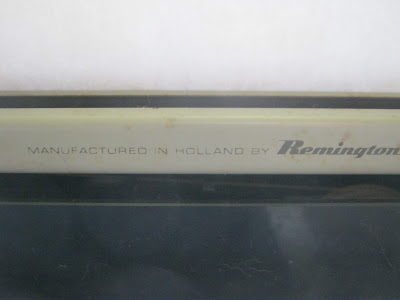 MANUFACTURED IN HOLLAND BY Remington